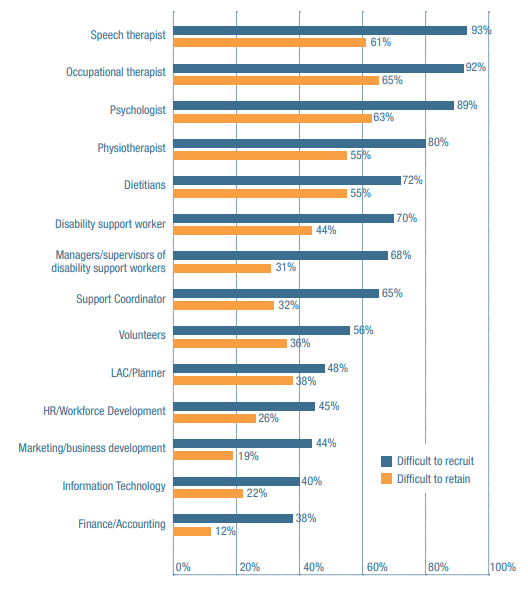 Speech therapist
93%
61%
Occupational therapist
92%
65%
Psychologist
89%
63%
Physiotherapist
80%
55%
Dietitians
72%
55%
Disability support worker
70%
44%
Managers/supervisors of
disability support workers
68%
31%
Support Coordinator
65%
32%
Volunteers
56%
36%
LAC/Planner
48%
38%
HR/Workforce Development
45%
26%
Marketing/business development
44%
19%
Information Technology
40%
22%
Finance/Accounting
38%
12%
Difficult to recruit
Difficult to retain
0% 20% 40% 60% 80% 100%